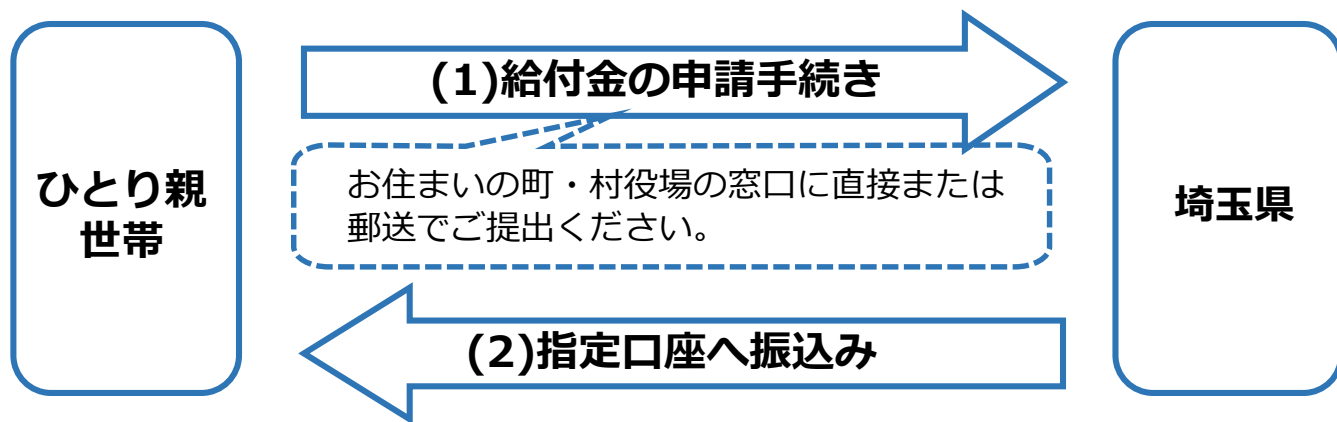 (1)給付金の申請手続き
ひとり親
世帯
お住まいの町・村役場の窓口に直接または
郵送でご提出ください。
埼玉県
(2)指定口座へ振込み